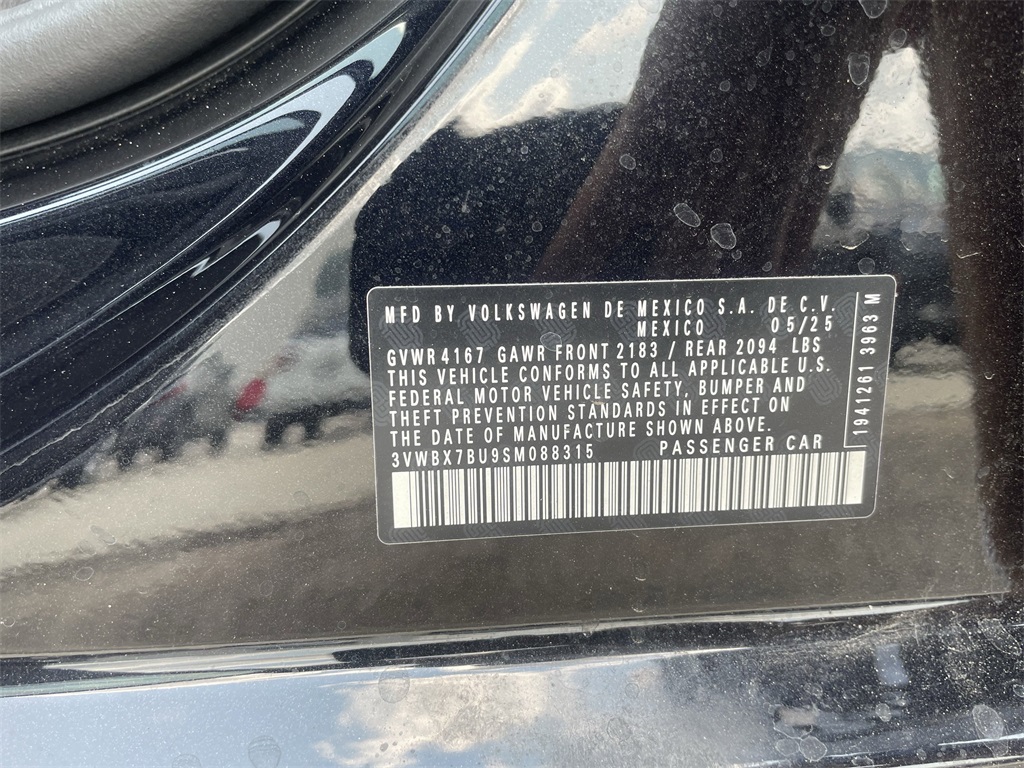 MFD BY VOLKSWAGEN DE MEXICO S.A. DE C.V.
MEXICO 05/25
GVWR 4167 GAWR FRONT 2183 / REAR 2094 LBS
THIS VEHICLE CONFORMS TO ALL APPLICABLE U.S.
FEDERAL MOTOR VEHICLE SAFETY, BUMPER AND
THEFT PREVENTION STANDARDS IN EFFECT ON
THE DATE OF MANUFACTURE SHOWN ABOVE.
3VWBX7BU9SM088315 PASSENGER CAR
1941261 3963 M